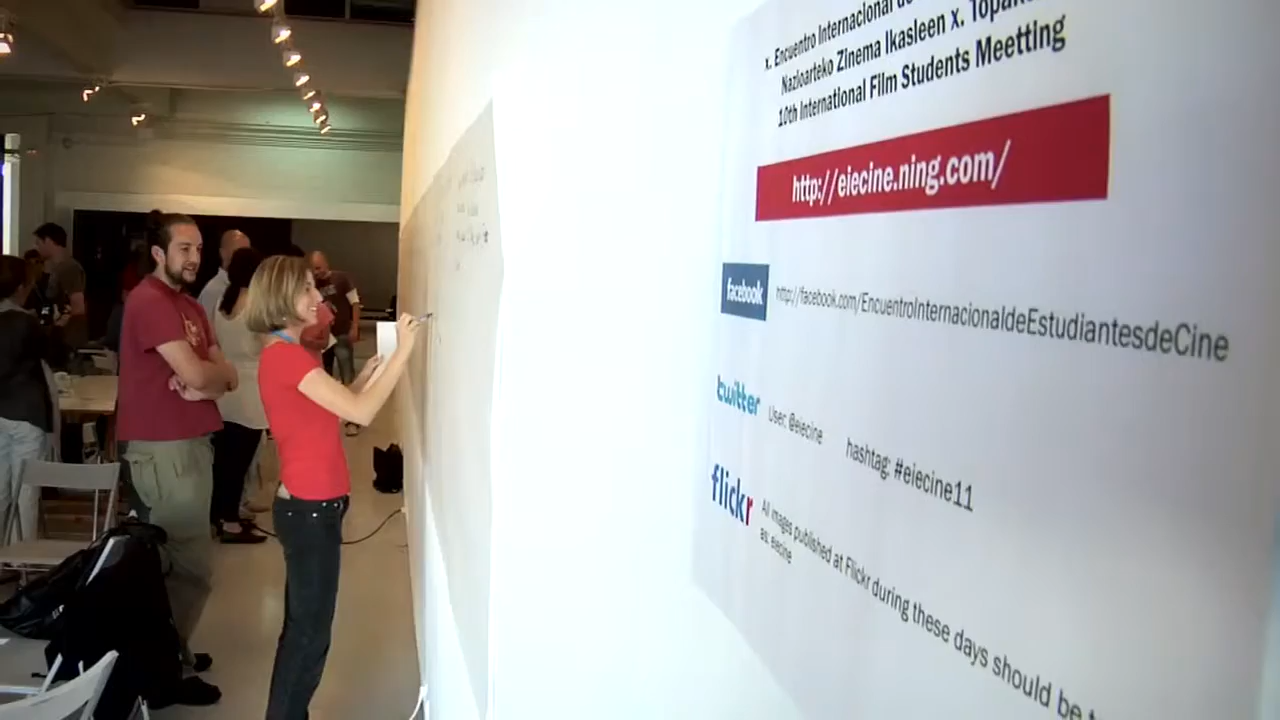 x. Encuentro Internacional
Nazioarteko Zinema Ikasleen x.
10th International Film Students Meetting
http://eiecine.ning.com/
facebook
http://facebook.com/EncuentroInternacionaldeEstudiantesdeCine
twitter
User: @eiecine hashtag: #eiecine11
flickr
All images published at Flickr during these days should be
as: eiecine